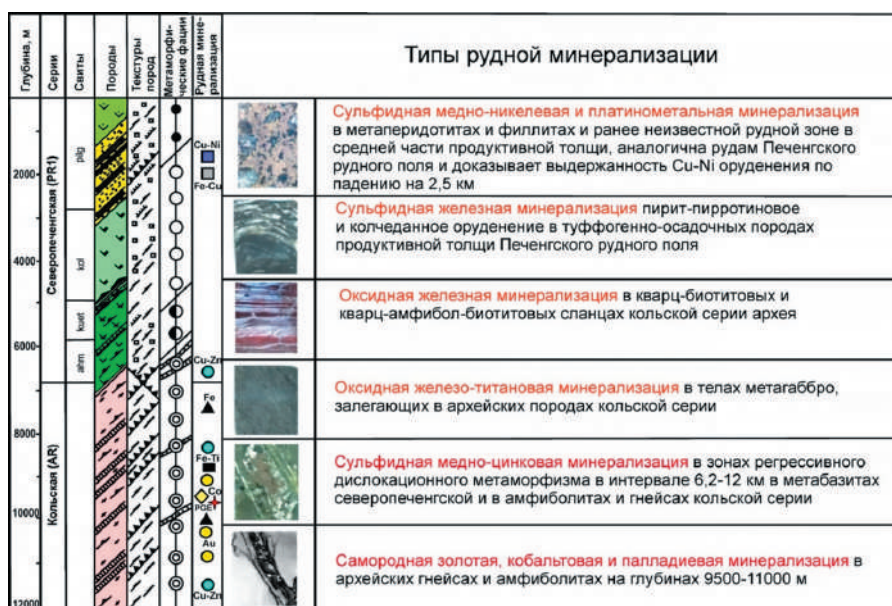 Глубина, м
Серии
Свиты
Породы
Текстуры
пород
Метаморфи-
ческие фации
Рудная мине-
рализация
Типы рудной минерализации
2000
4000
6000
8000
10000
12000
Северопеченгская (PR1)
Кольская (AR)
pilg
kol
kuet
ahm
Cu-Ni
Fe-Cu
Cu-Zn
Fe
Fe-Ti
Co
PGE
Au
Cu-Zn
Сульфидная медно-никелевая и платинометальная минерализация
в метаперидотитах и филлитах и ранее неизвестной рудной зоне в
средней части продуктивной толщи, аналогична рудам Печенгского
рудного поля и доказывает выдержанность Cu-Ni оруденения по
падению на 2,5 км
Сульфидная железная минерализация пирит-пирротиновое
и колчеданное оруденение в туффогенно-осадочных породах
продуктивной толщи Печенгского рудного поля
Оксидная железная минерализация в кварц-биотитовых и
кварц-амфибол-биотитовых сланцах кольской серии архея
Оксидная железо-титановая минерализация в телах метагаббро,
залегающих в архейских породах кольской серии
Сульфидная медно-цинковая минерализация в зонах регрессивного
дислокационного метаморфизма в интервале 6,2-12 км в метабазитах
северопеченгской и в амфиболитах и гнейсах кольской серии
Самородная золотая, кобальтовая и палладиевая минерализация в
архейских гнейсах и амфиболитах на глубинах 9500-11000 м